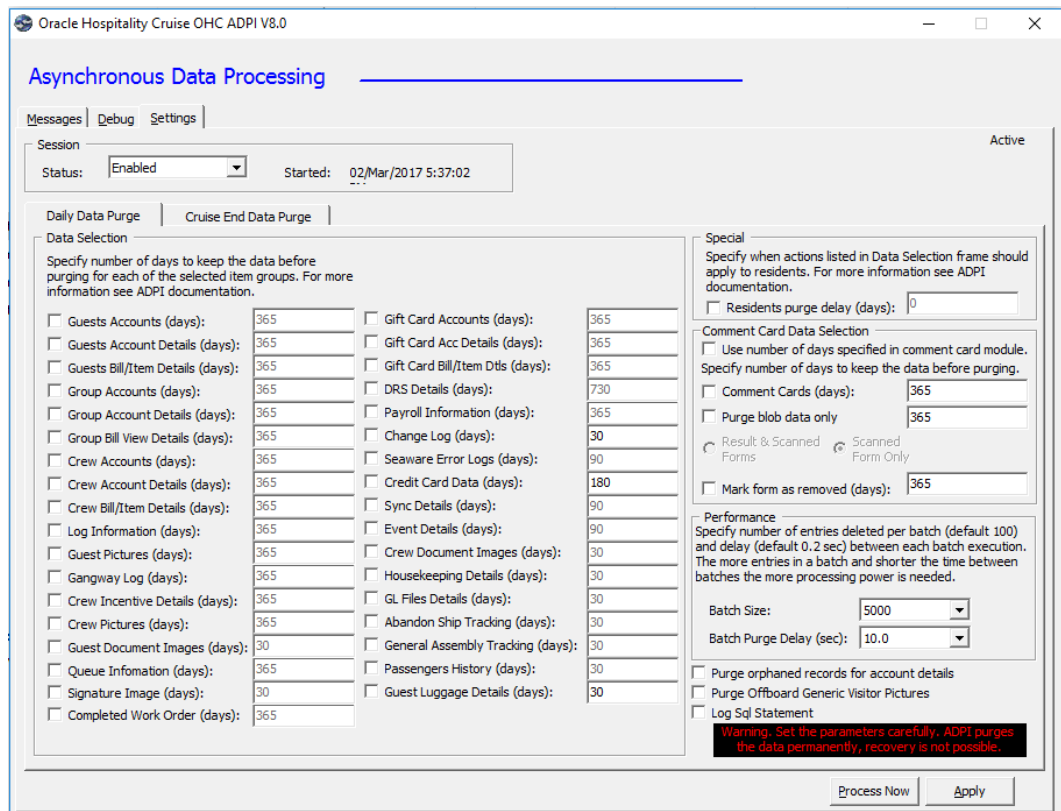 Oracle Hospitality Cruise OHC ADPI V8.0
Asynchronous Data Processing
Messages Debug Settings
Active
Session
Status: Enabled Started: 02/Mar/2017 5:37:02
Daily Data Purge Cruise End Data Purge
Data Selection
Specify number of days to keep the data before
purging for each of the selected item groups. For more
information see ADPI documentation.
Guests Accounts (days): 365
Guests Account Details (days): 365
Guests Bill/Item Details (days): 365
Group Accounts (days): 365
Group Account Details (days): 365
Group Bill View Details (days): 365
Crew Accounts (days): 365
Crew Account Details (days): 365
Crew Bill/Item Details (days): 365
Log Information (days): 365
Guest Pictures (days): 365
Gangway Log (days): 365
Crew Incentive Details (days): 365
Crew Pictures (days): 365
Guest Document Images (days): 30
Queue Infomation (days): 365
Signature Image (days): 30
Completed Work Order (days): 365
Gift Card Accounts (days): 365
Gift Card Acc Details (days): 365
Gift Card Bill/Item Dtls (days): 365
DRS Details (days): 730
Payroll Information (days): 365
Change Log (days): 30
Seaware Error Logs (days): 90
Credit Card Data (days): 180
Sync Details (days): 90
Event Details (days): 90
Crew Document Images (days): 30
Housekeeping Details (days): 30
GL Files Details (days): 30
Abandon Ship Tracking (days): 30
General Assembly Tracking (days): 30
Passengers History (days): 30
Guest Luggage Details (days): 30
Special
Specify when actions listed in Data Selection frame should
apply to residents. For more information see ADPI
documentation.
Residents purge delay (days): 0
Comment Card Data Selection
Use number of days specified in comment card module.
Specify number of days to keep the data before purging.
Comment Cards (days): 365
Purge blob data only 365
Result & Scanned Scanned
Forms Form Only
Mark form as removed (days): 365
Performance
Specify number of entries deleted per batch (default 100)
and delay (default 0.2 sec) between each batch execution.
The more entries in a batch and shorter the time between
batches the more processing power is needed.
Batch Size: 5000
Batch Purge Delay (sec): 10.0
Purge orphaned records for account details
Purge Offboard Generic Visitor Pictures
Log Sql Statement
Warning. Set the parameters carefully. ADPI purges
the data permanently, recovery is not possible.
Process Now Apply